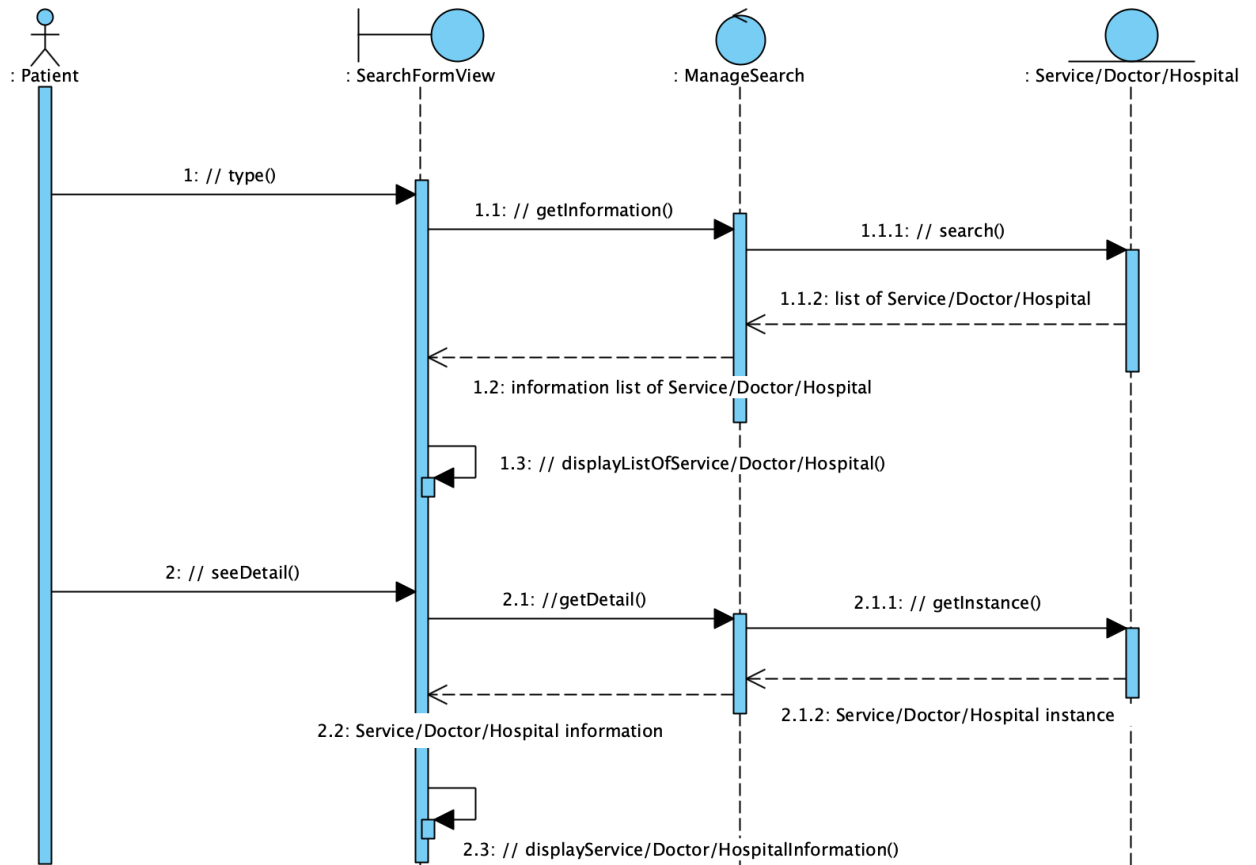 : Patient
: SearchFormView
: ManageSearch
: Service/Doctor/Hospital
1: // type()
1.1: // getInformation()
1.1.1: // search()
1.1.2: list of Service/Doctor/Hospital
1.2: information list of Service/Doctor/Hospital
1.3: // displayListOfService/Doctor/Hospital()
2: // seeDetail()
2.1: //getDetail()
2.1.1: // getInstance()
2.1.2: Service/Doctor/Hospital instance
2.2: Service/Doctor/Hospital information
2.3: // displayService/Doctor/HospitalInformation()